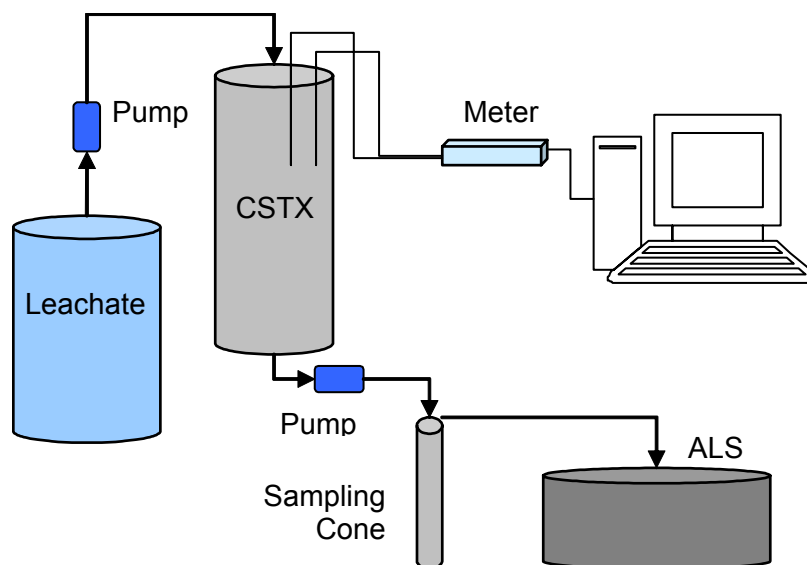 Pump
Meter
CSTX
Leachate
Pump
ALS
Sampling
Cone